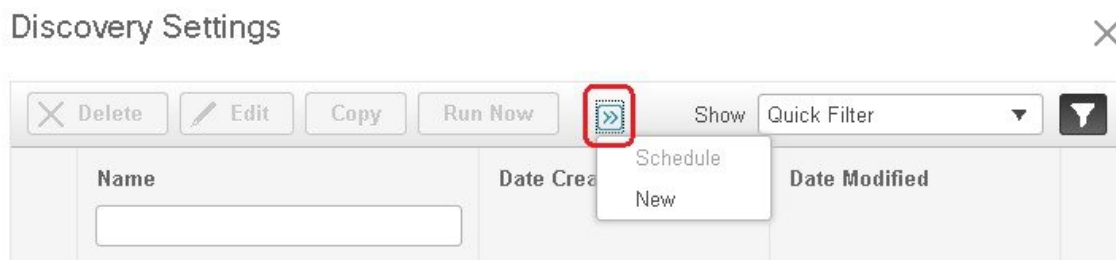 Discovery Settings
Delete Edit Copy Run Now Show Quick Filter
Schedule
Name Date Crea Date Modified
New